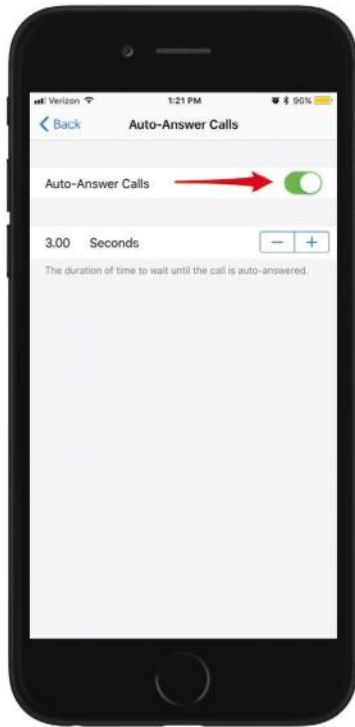 Verizon 1:21 PM 96%
Back Auto-Answer Calls
Auto-Answer Calls
3.00 Seconds − +
The duration of time to wait until the call is auto-answered.